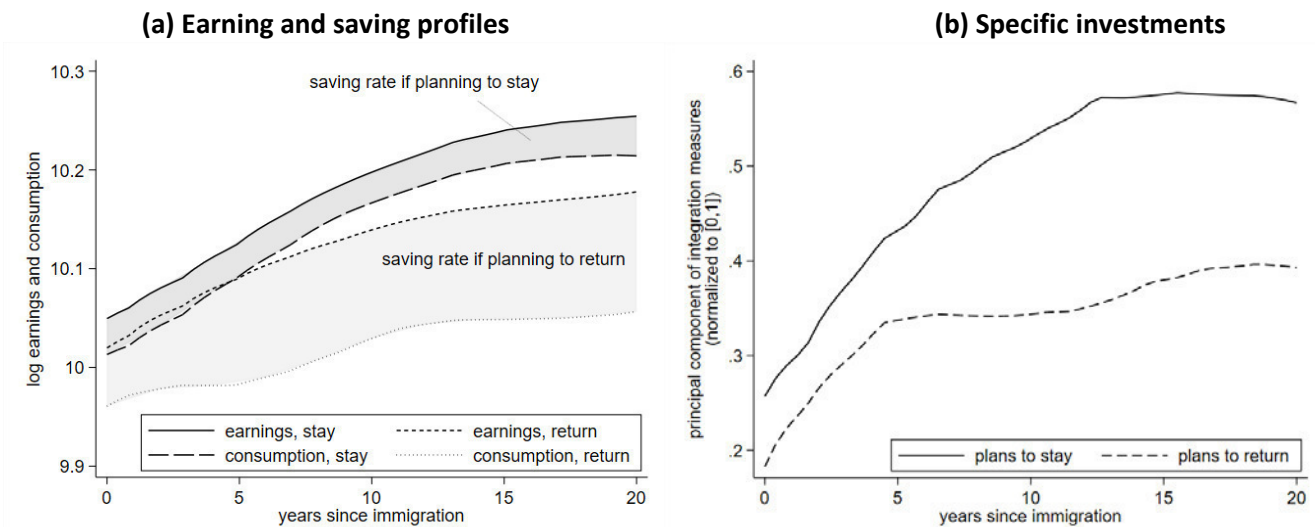 (a) Earning and saving profiles
10.3
10.2
10.1
10
9.9
log earnings and consumption
saving rate if planning to stay
saving rate if planning to return
earnings, stay
earnings, return
consumption, stay
consumption, return
0
5
10
15
20
years since immigration
(b) Specific investments
.6
.5
.4
.3
.2
principal component of integration measures
(normalized to [0,1])
plans to stay
plans to return
0
5
10
15
20
years since immigration